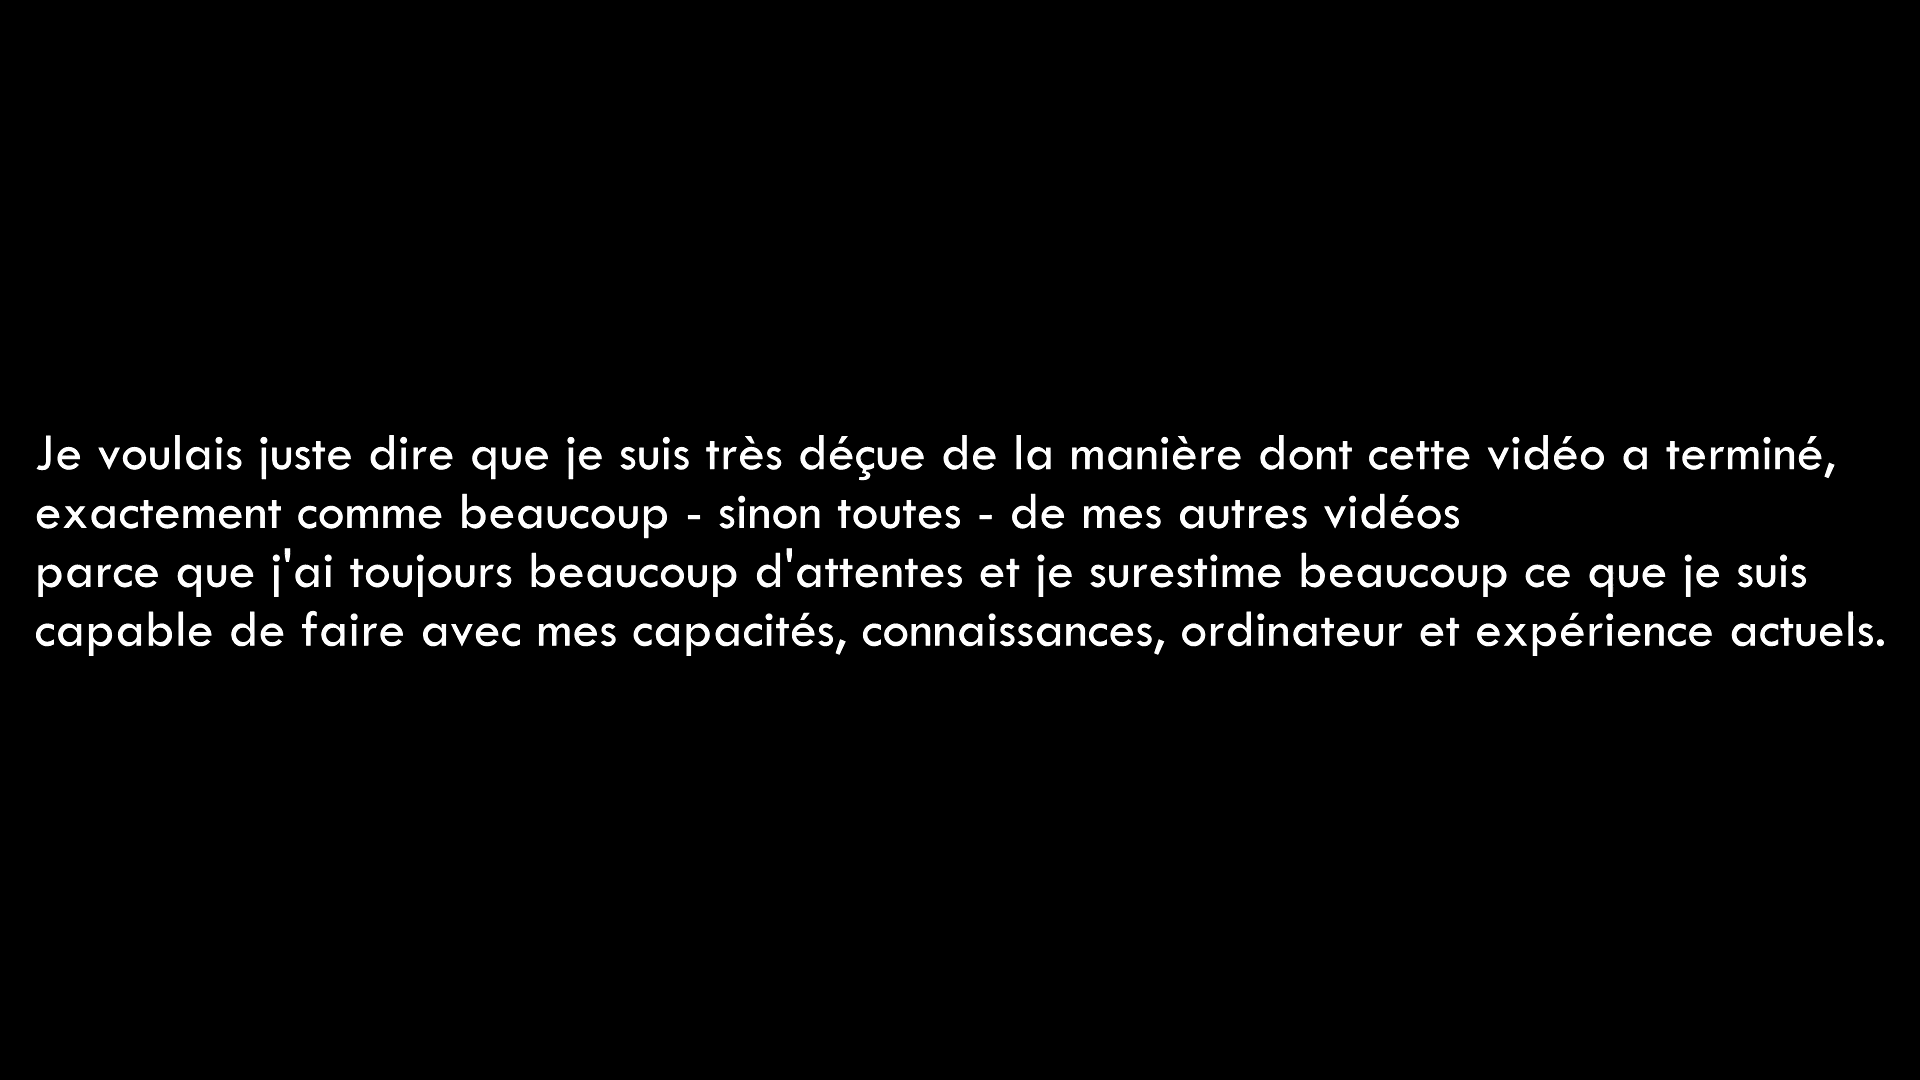 Je voulais juste dire que je suis très déçue de la manière dont cette vidéo a terminé,
exactement comme beaucoup - sinon toutes - de mes autres vidéos
parce que j'ai toujours beaucoup d'attentes et je surestime beaucoup ce que je suis
capable de faire avec mes capacités, connaissances, ordinateur et expérience actuels.